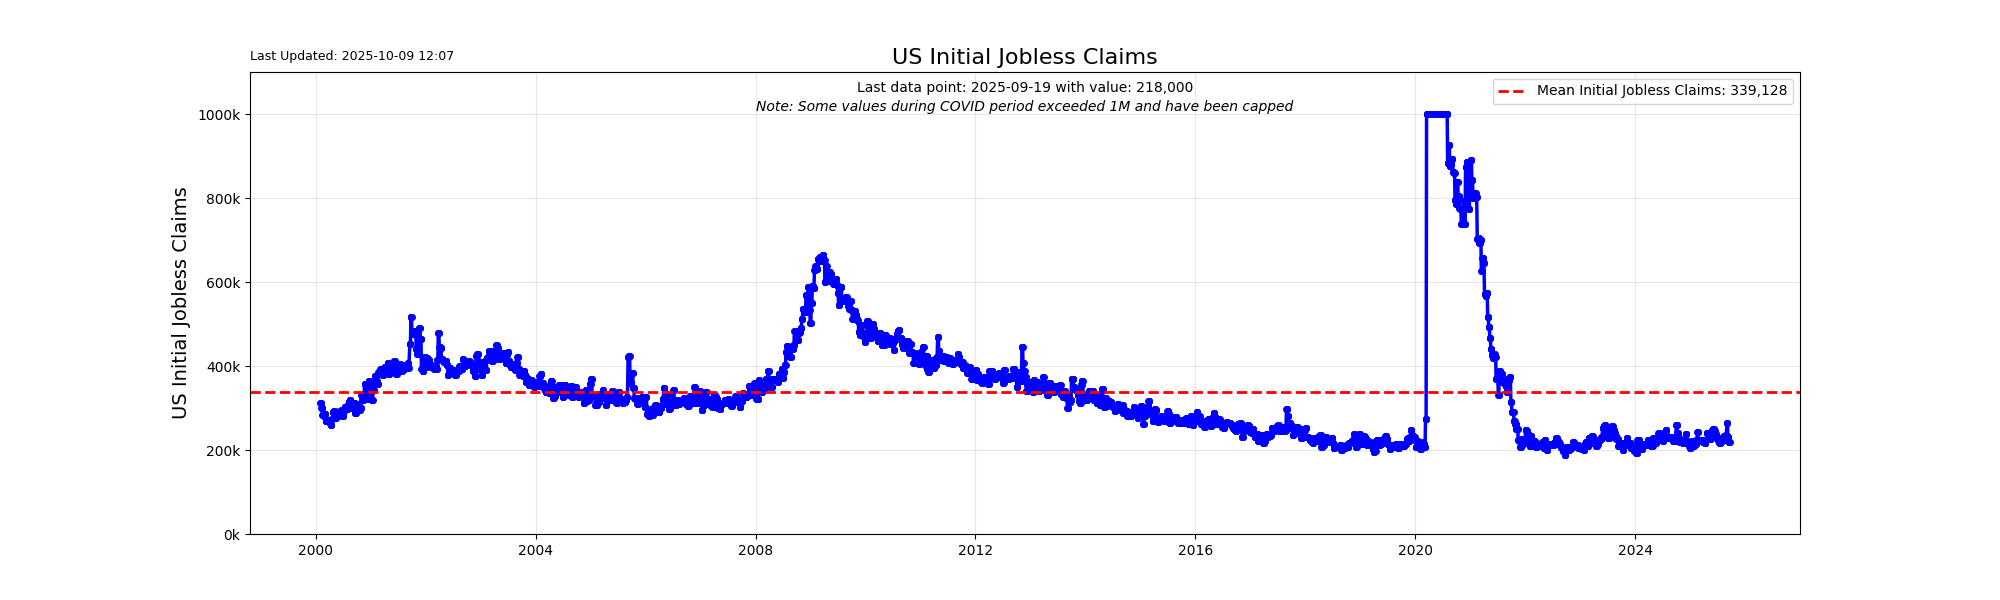 Last Updated: 2025-10-09 12:07
US Initial Jobless Claims
Last data point: 2025-09-19 with value: 218,000
Note: Some values during COVID period exceeded 1M and have been capped
Mean Initial Jobless Claims: 339,128
US Initial Jobless Claims
1000k
800k
600k
400k
200k
0k
2000
2004
2008
2012
2016
2020
2024